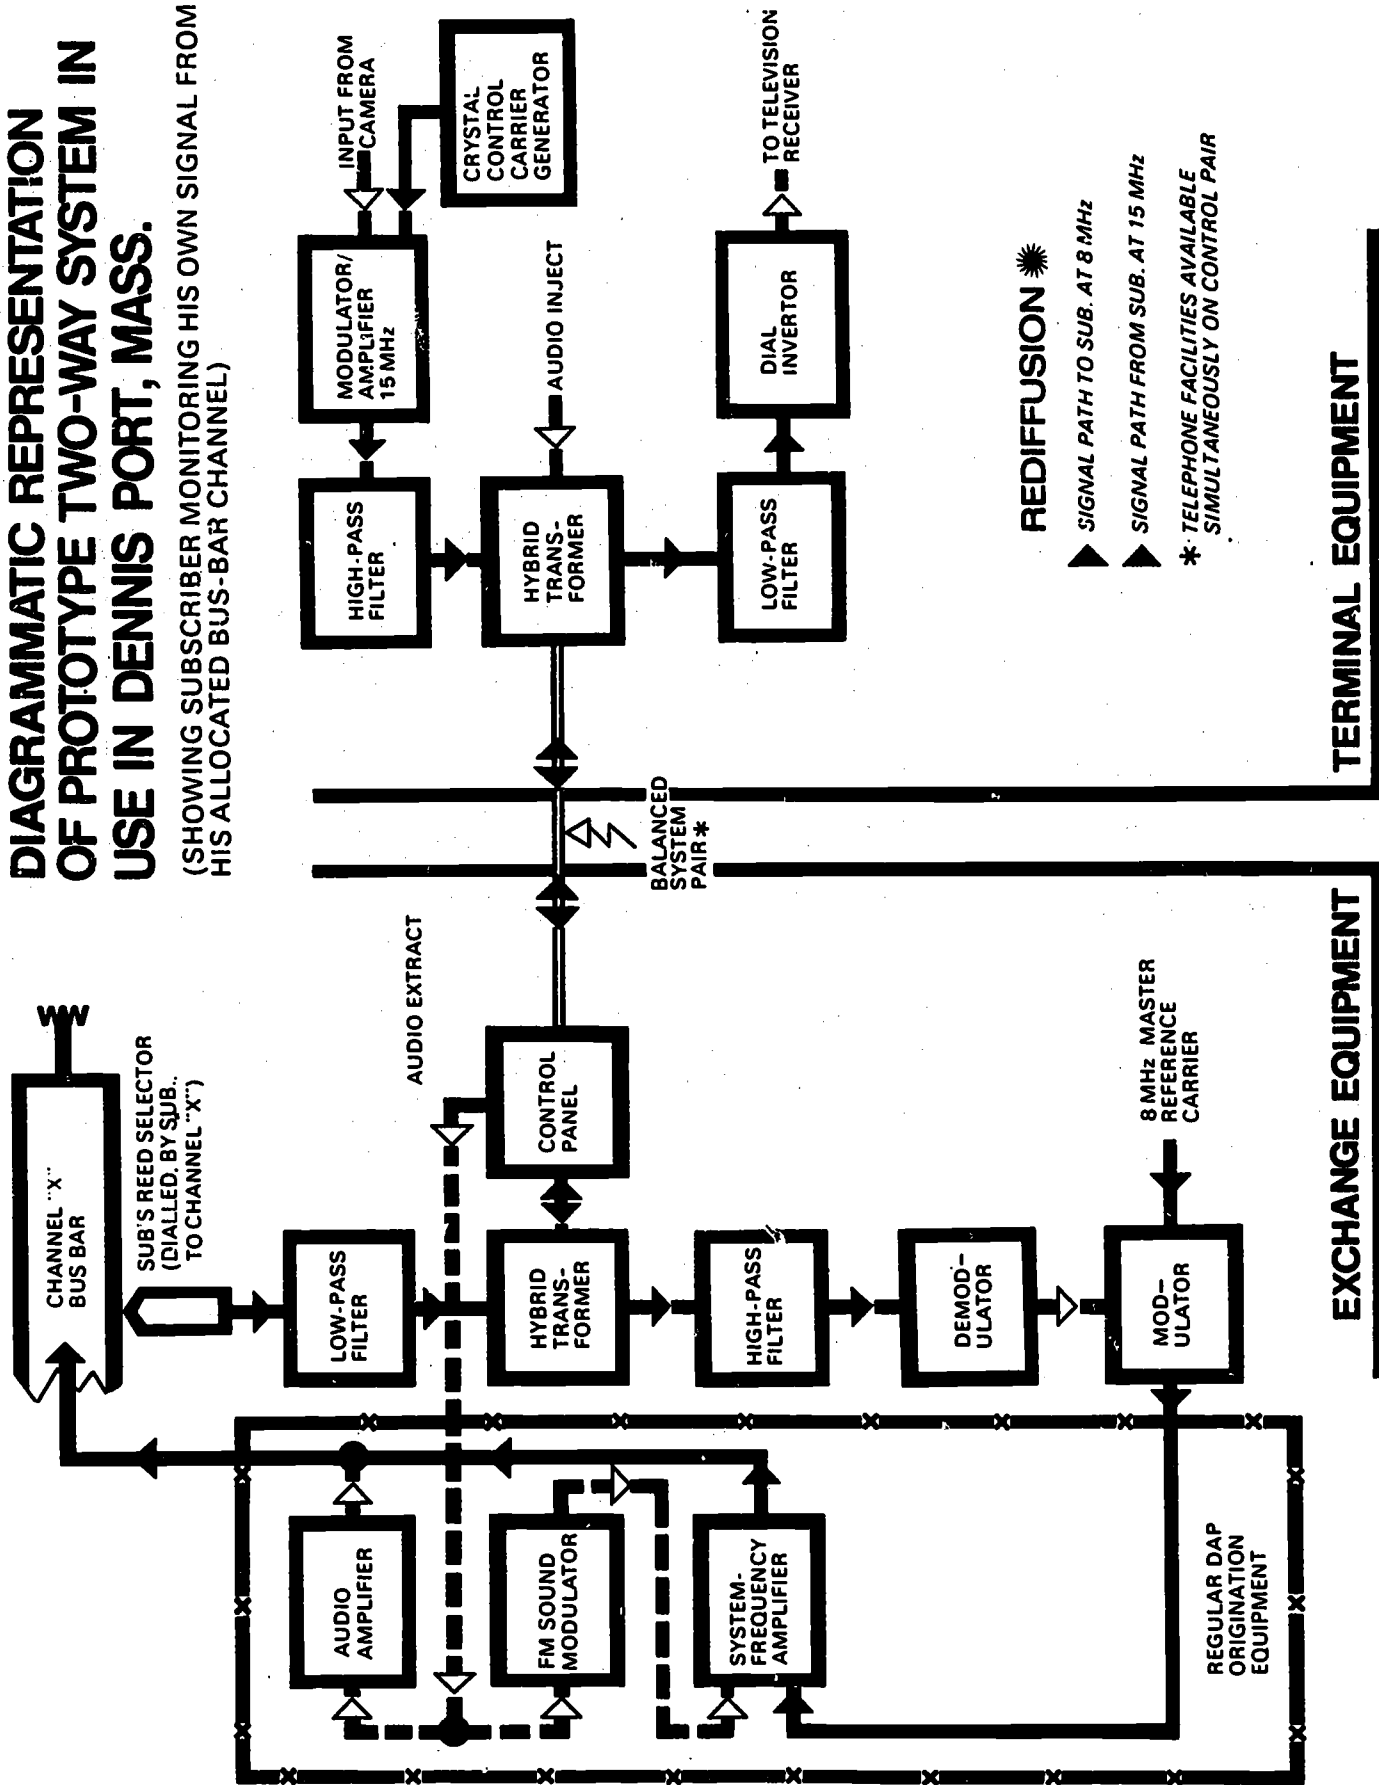 DIAGRAMMATIC REPRESENTATION
OF PROTOTYPE TWO-WAY SYSTEM IN
USE IN DENNIS PORT, MASS.
(SHOWING SUBSCRIBER MONITORING HIS OWN SIGNAL FROM
HIS ALLOCATED BUS-BAR CHANNEL)
CHANNEL "X"
BUS BAR
SUB'S REED SELECTOR
(DIALLED. BY SUB..
TO CHANNEL "X")
LOW-PASS
FILTER
AUDIO EXTRACT
HYBRID
TRANS-
FORMER
CONTROL
PANEL
HIGH-PASS
FILTER
DEMOD-
ULATOR
MOD-
ULATOR
8 MHz MASTER
REFERENCE
CARRIER
AUDIO
AMPLIFIER
FM SOUND
MODULATOR
SYSTEM-
FREQUENCY
AMPLIFIER
REGULAR DAP
ORIGINATION
EQUIPMENT
EXCHANGE EQUIPMENT
BALANCED
SYSTEM
PAIR*
INPUT FROM
CAMERA
CRYSTAL
CONTROL
CARRIER
GENERATOR
MODULATOR/
AMPLIFIER
15 MHz
HIGH-PASS
FILTER
AUDIO INJECT
HYBRID
TRANS-
FORMER
LOW-PASS
FILTER
DIAL
INVERTOR
TO TELEVISION
RECEIVER
REDIFFUSION
SIGNAL PATH TO SUB. AT 8 MHz
SIGNAL PATH FROM SUB. AT 15 MHz
* TELEPHONE FACILITIES AVAILABLE
SIMULTANEOUSLY ON CONTROL PAIR
TERMINAL EQUIPMENT